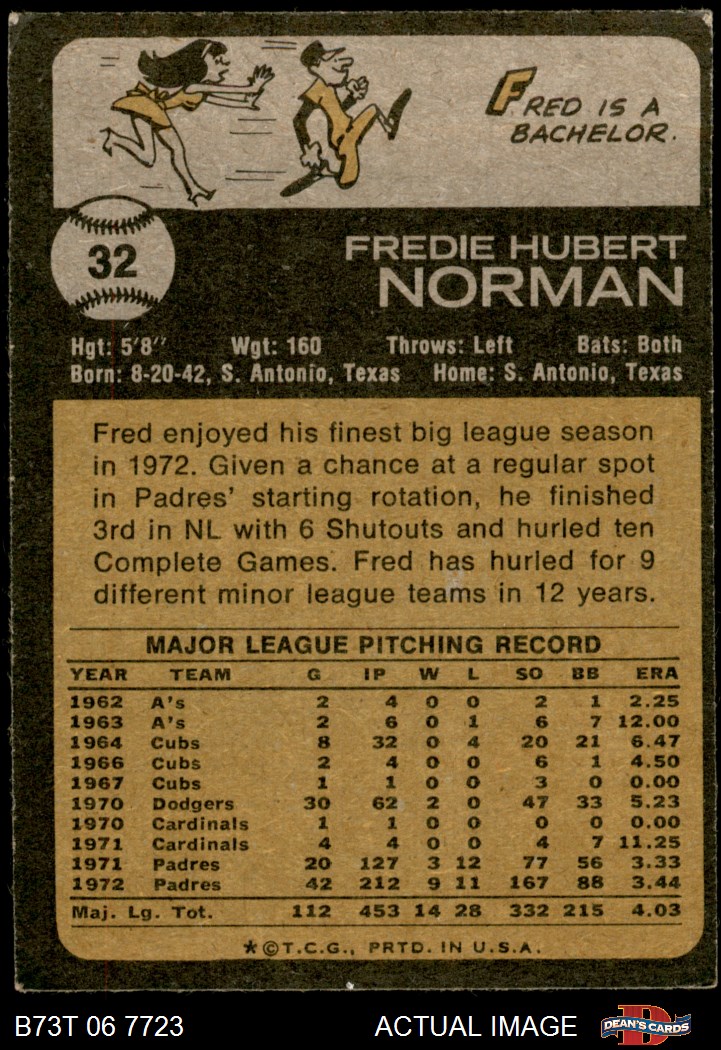 FRED IS A
BACHELOR.
32
FREDIE HUBERT
NORMAN
Hgt: 5'8" Wgt: 160 Throws: Left Bats: Both
Born: 8-20-42, S. Antonio, Texas Home: S. Antonio, Texas
Fred enjoyed his finest big league season
in 1972. Given a chance at a regular spot
in Padres' starting rotation, he finished
3rd in NL with 6 Shutouts and hurled ten
Complete Games. Fred has hurled for 9
different minor league teams in 12 years.
MAJOR LEAGUE PITCHING RECORD
YEAR TEAM G IP W L SO BB ERA
1962 A's 2 4 0 0 2 1 2.25
1963 A's 2 6 0 1 6 7 12.00
1964 Cubs 8 32 0 4 20 21 6.47
1966 Cubs 2 4 0 0 6 1 4.50
1967 Cubs 1 1 0 0 3 0 0.00
1970 Dodgers 30 62 2 0 47 33 5.23
1970 Cardinals 1 1 0 0 0 0 0.00
1971 Cardinals 4 4 0 0 4 7 11.25
1971 Padres 20 127 3 12 77 56 3.33
1972 Padres 42 212 9 11 167 88 3.44
Maj. Lg. Tot. 112 453 14 28 332 215 4.03
★©T.C.G., PRTD. IN U.S.A.
B73T 06 7723 ACTUAL IMAGE D DEAN'S CARDS